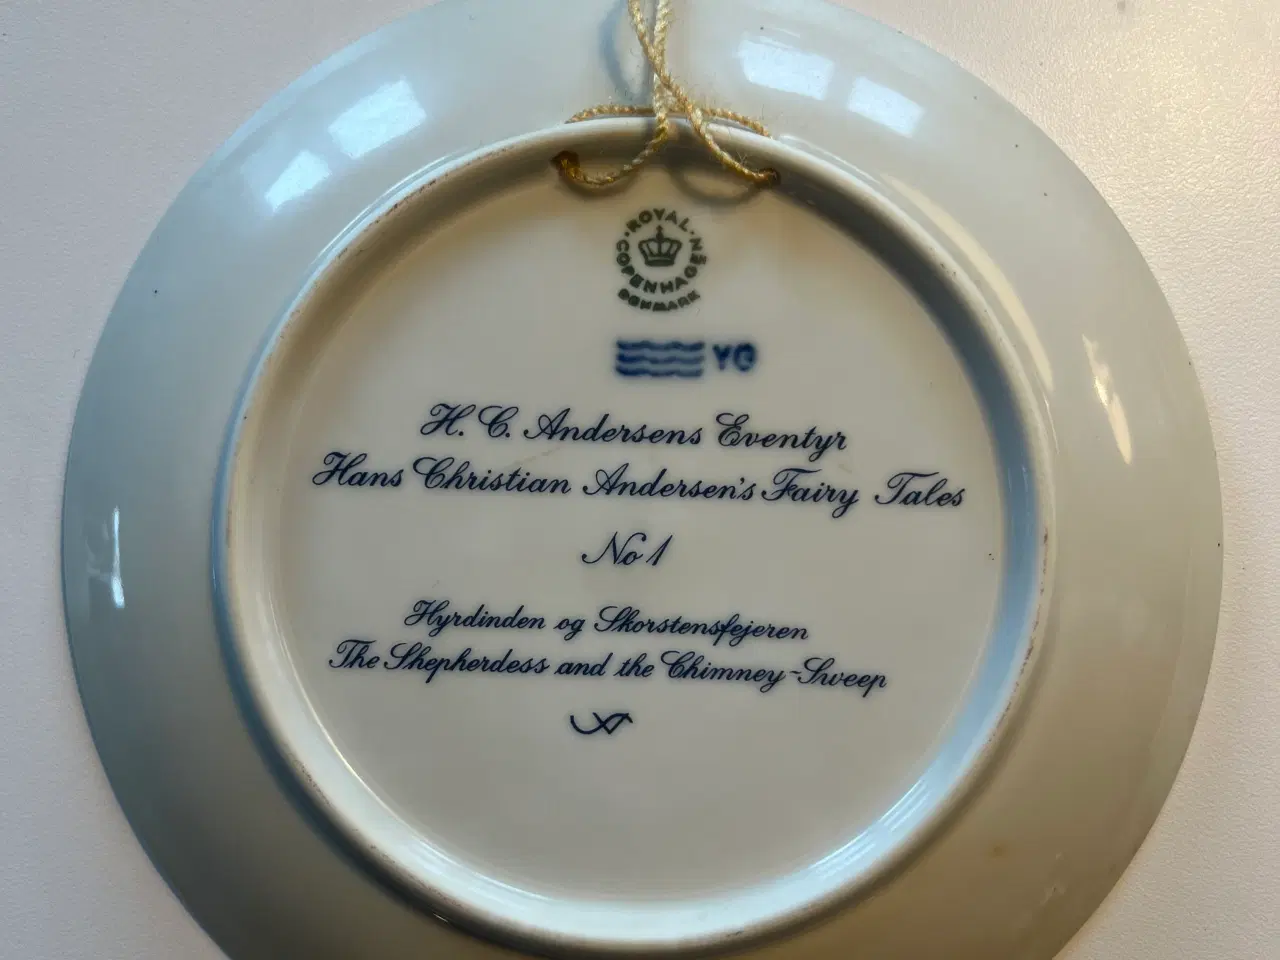 ROYAL COPENHAGEN
DENMARK
YG
H. C. Andersens Eventyr
Hans Christian Andersen's Fairy Tales
No 1
Hyrdinden og Skorstensfejeren
The Shepherdess and the Chimney-Sweep